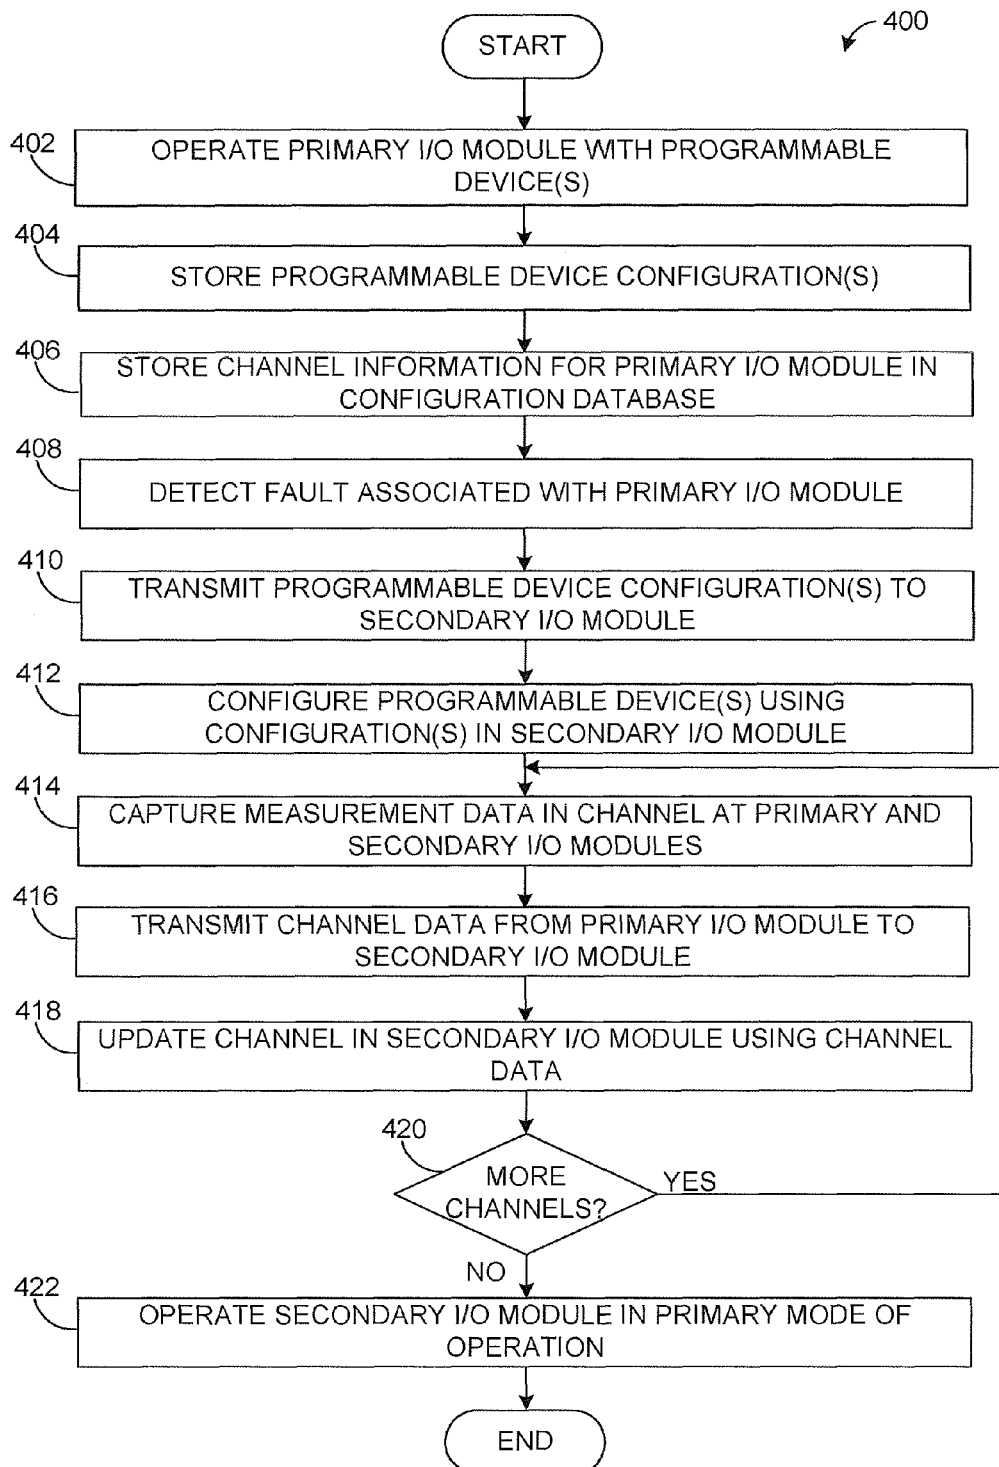 START
400
402
OPERATE PRIMARY I/O MODULE WITH PROGRAMMABLE
DEVICE(S)
404
STORE PROGRAMMABLE DEVICE CONFIGURATION(S)
406
STORE CHANNEL INFORMATION FOR PRIMARY I/O MODULE IN
CONFIGURATION DATABASE
408
DETECT FAULT ASSOCIATED WITH PRIMARY I/O MODULE
410
TRANSMIT PROGRAMMABLE DEVICE CONFIGURATION(S) TO
SECONDARY I/O MODULE
412
CONFIGURE PROGRAMMABLE DEVICE(S) USING
CONFIGURATION(S) IN SECONDARY I/O MODULE
414
CAPTURE MEASUREMENT DATA IN CHANNEL AT PRIMARY AND
SECONDARY I/O MODULES
416
TRANSMIT CHANNEL DATA FROM PRIMARY I/O MODULE TO
SECONDARY I/O MODULE
418
UPDATE CHANNEL IN SECONDARY I/O MODULE USING CHANNEL
DATA
420
MORE
CHANNELS?
YES
NO
422
OPERATE SECONDARY I/O MODULE IN PRIMARY MODE OF
OPERATION
END